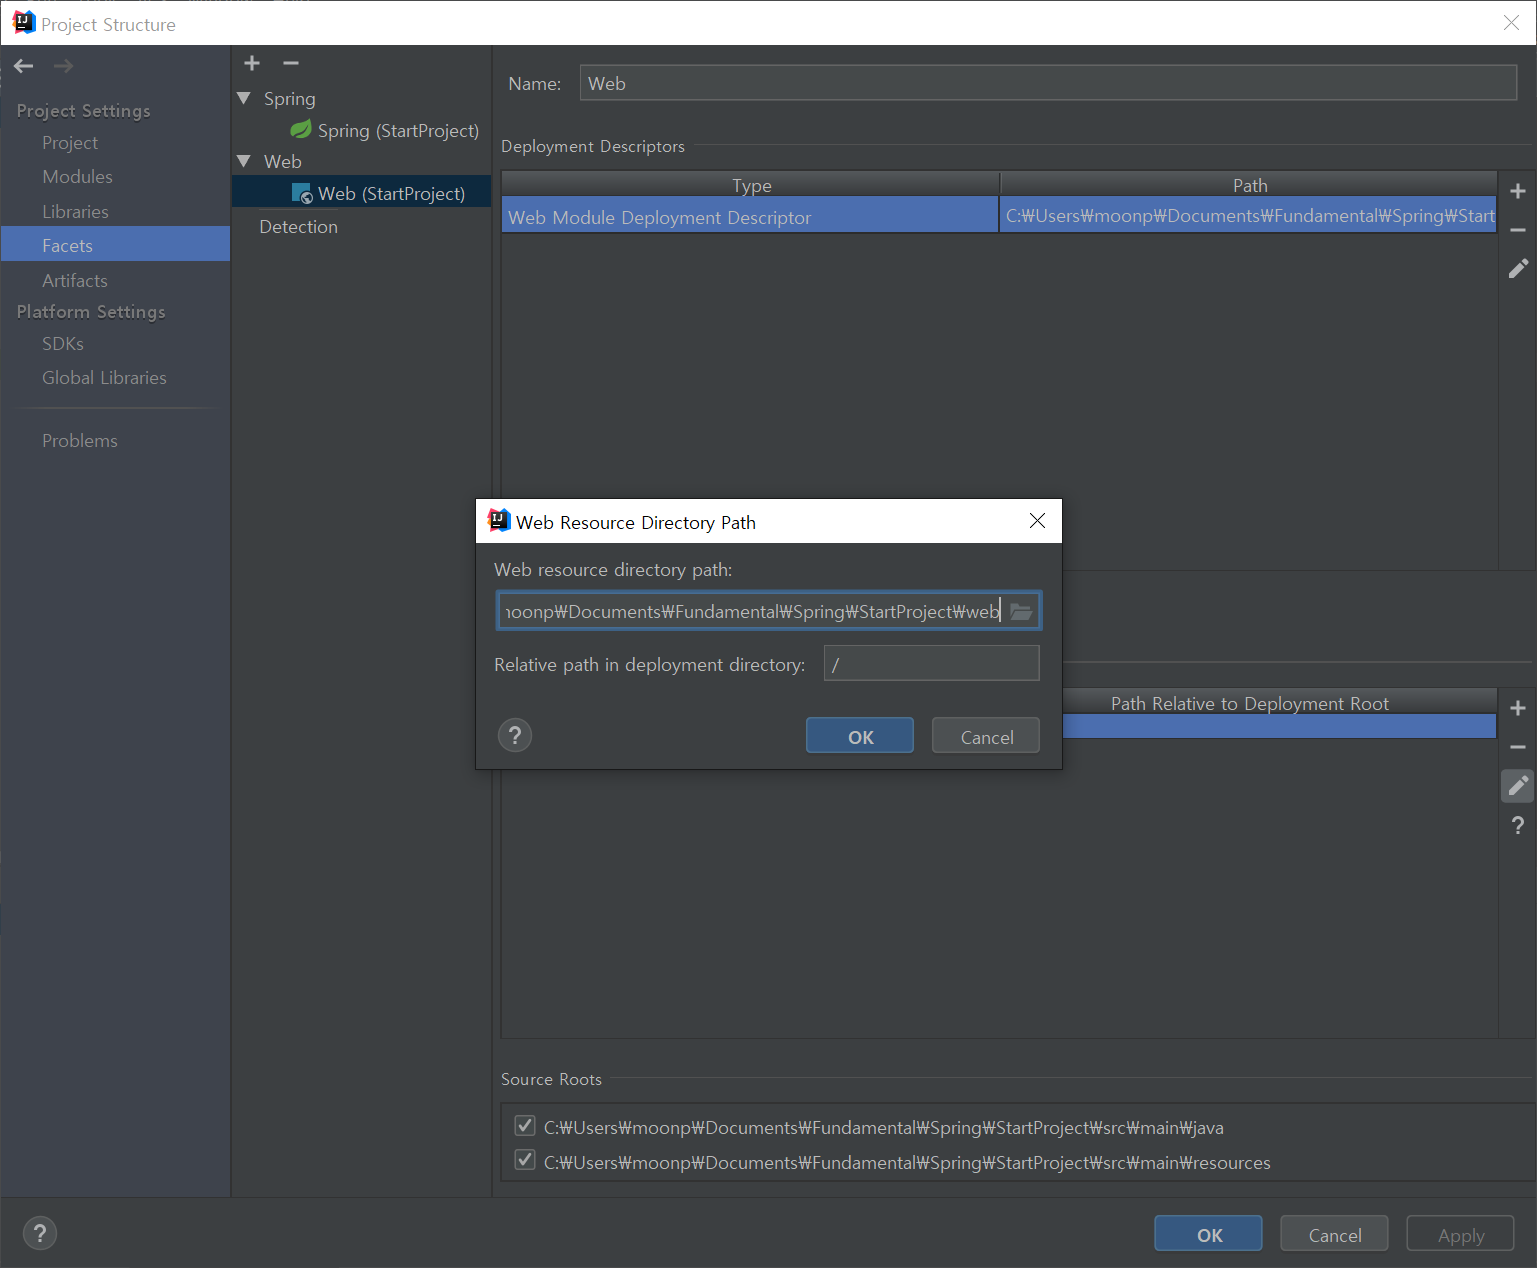 Project Structure
Project Settings
Project
Modules
Libraries
Facets
Artifacts
Platform Settings
SDKs
Global Libraries
Problems
Spring
Spring (StartProject)
Web
Web (StartProject)
Detection
Name: Web
Deployment Descriptors
Type Path
Web Module Deployment Descriptor C:₩Users₩moonp₩Documents₩Fundamental₩Spring₩Start
Web Resource Directory Path
Web resource directory path:
moonp₩Documents₩Fundamental₩Spring₩StartProject₩web
Relative path in deployment directory: /
? OK Cancel
Path Relative to Deployment Root
?
Source Roots
C:₩Users₩moonp₩Documents₩Fundamental₩Spring₩StartProject₩src₩main₩java
C:₩Users₩moonp₩Documents₩Fundamental₩Spring₩StartProject₩src₩main₩resources
? OK Cancel Apply